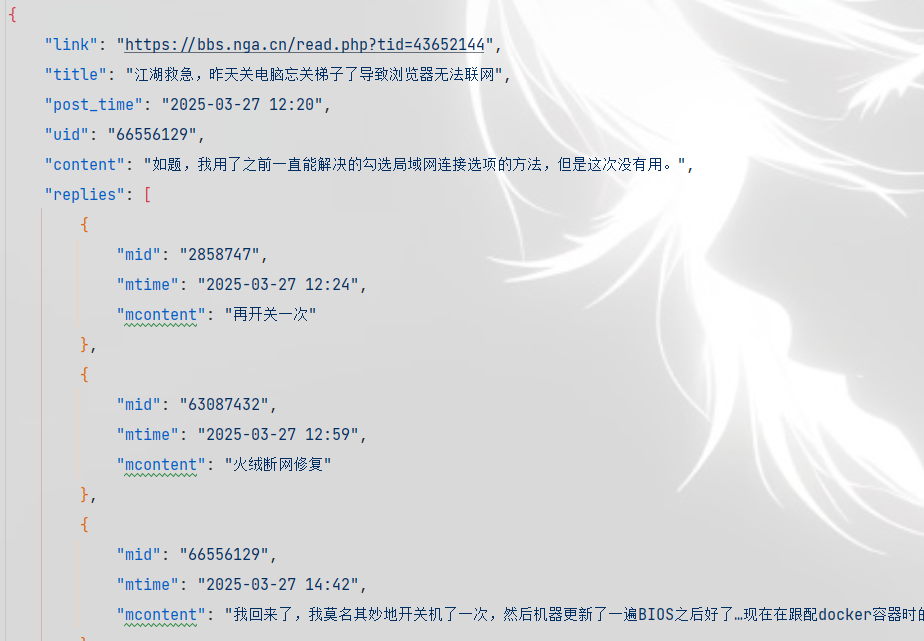 {
"link": "https://bbs.nga.cn/read.php?tid=43652144",
"title": "江湖救急，昨天关电脑忘关梯子了导致浏览器无法联网",
"post_time": "2025-03-27 12:20",
"uid": "66556129",
"content": "如题，我用了之前一直能解决的勾选局域网连接选项的方法，但是这次没有用。",
"replies": [
{
"mid": "2858747",
"mtime": "2025-03-27 12:24",
"mcontent": "再开关一次"
},
{
"mid": "63087432",
"mtime": "2025-03-27 12:59",
"mcontent": "火绒断网修复"
},
{
"mid": "66556129",
"mtime": "2025-03-27 14:42",
"mcontent": "我回来了，我莫名其妙地开关机了一次，然后机器更新了一遍BIOS之后好了…现在在跟配docker容器时的